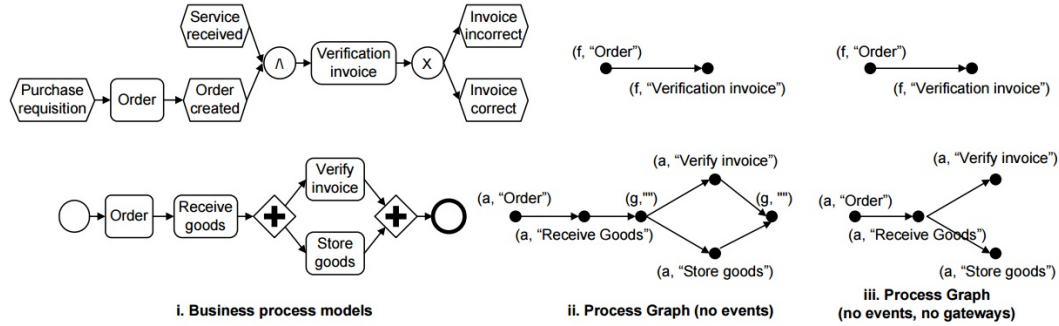 Service
received
Invoice
incorrect
/\
Verification
invoice
X
Purchase
requisition
Order
Order
created
Invoice
correct
(f, “Order”)
(f, “Verification invoice”)
(f, “Order”)
(f, “Verification invoice”)
Order
Receive
goods
Verify
invoice
Store
goods
(a, “Verify invoice”)
(a, “Order”)
(g,"")
(g, "")
(a, “Receive Goods”)
(a, “Store goods”)
(a, “Verify invoice”)
(a, “Order”)
(a, “Receive Goods”)
(a, “Store goods”)
i. Business process models
ii. Process Graph (no events)
iii. Process Graph
(no events, no gateways)